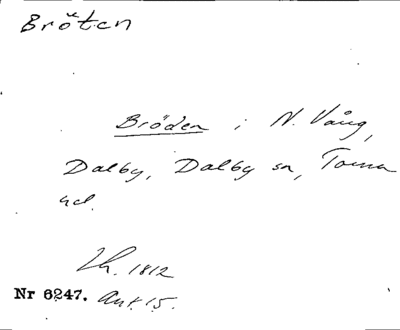 Bröten
Bröden i N. Vång,
Dalby, Dalby sn, Torna
hd.
Lh. 1812
Nr 6247. Ant. 15.